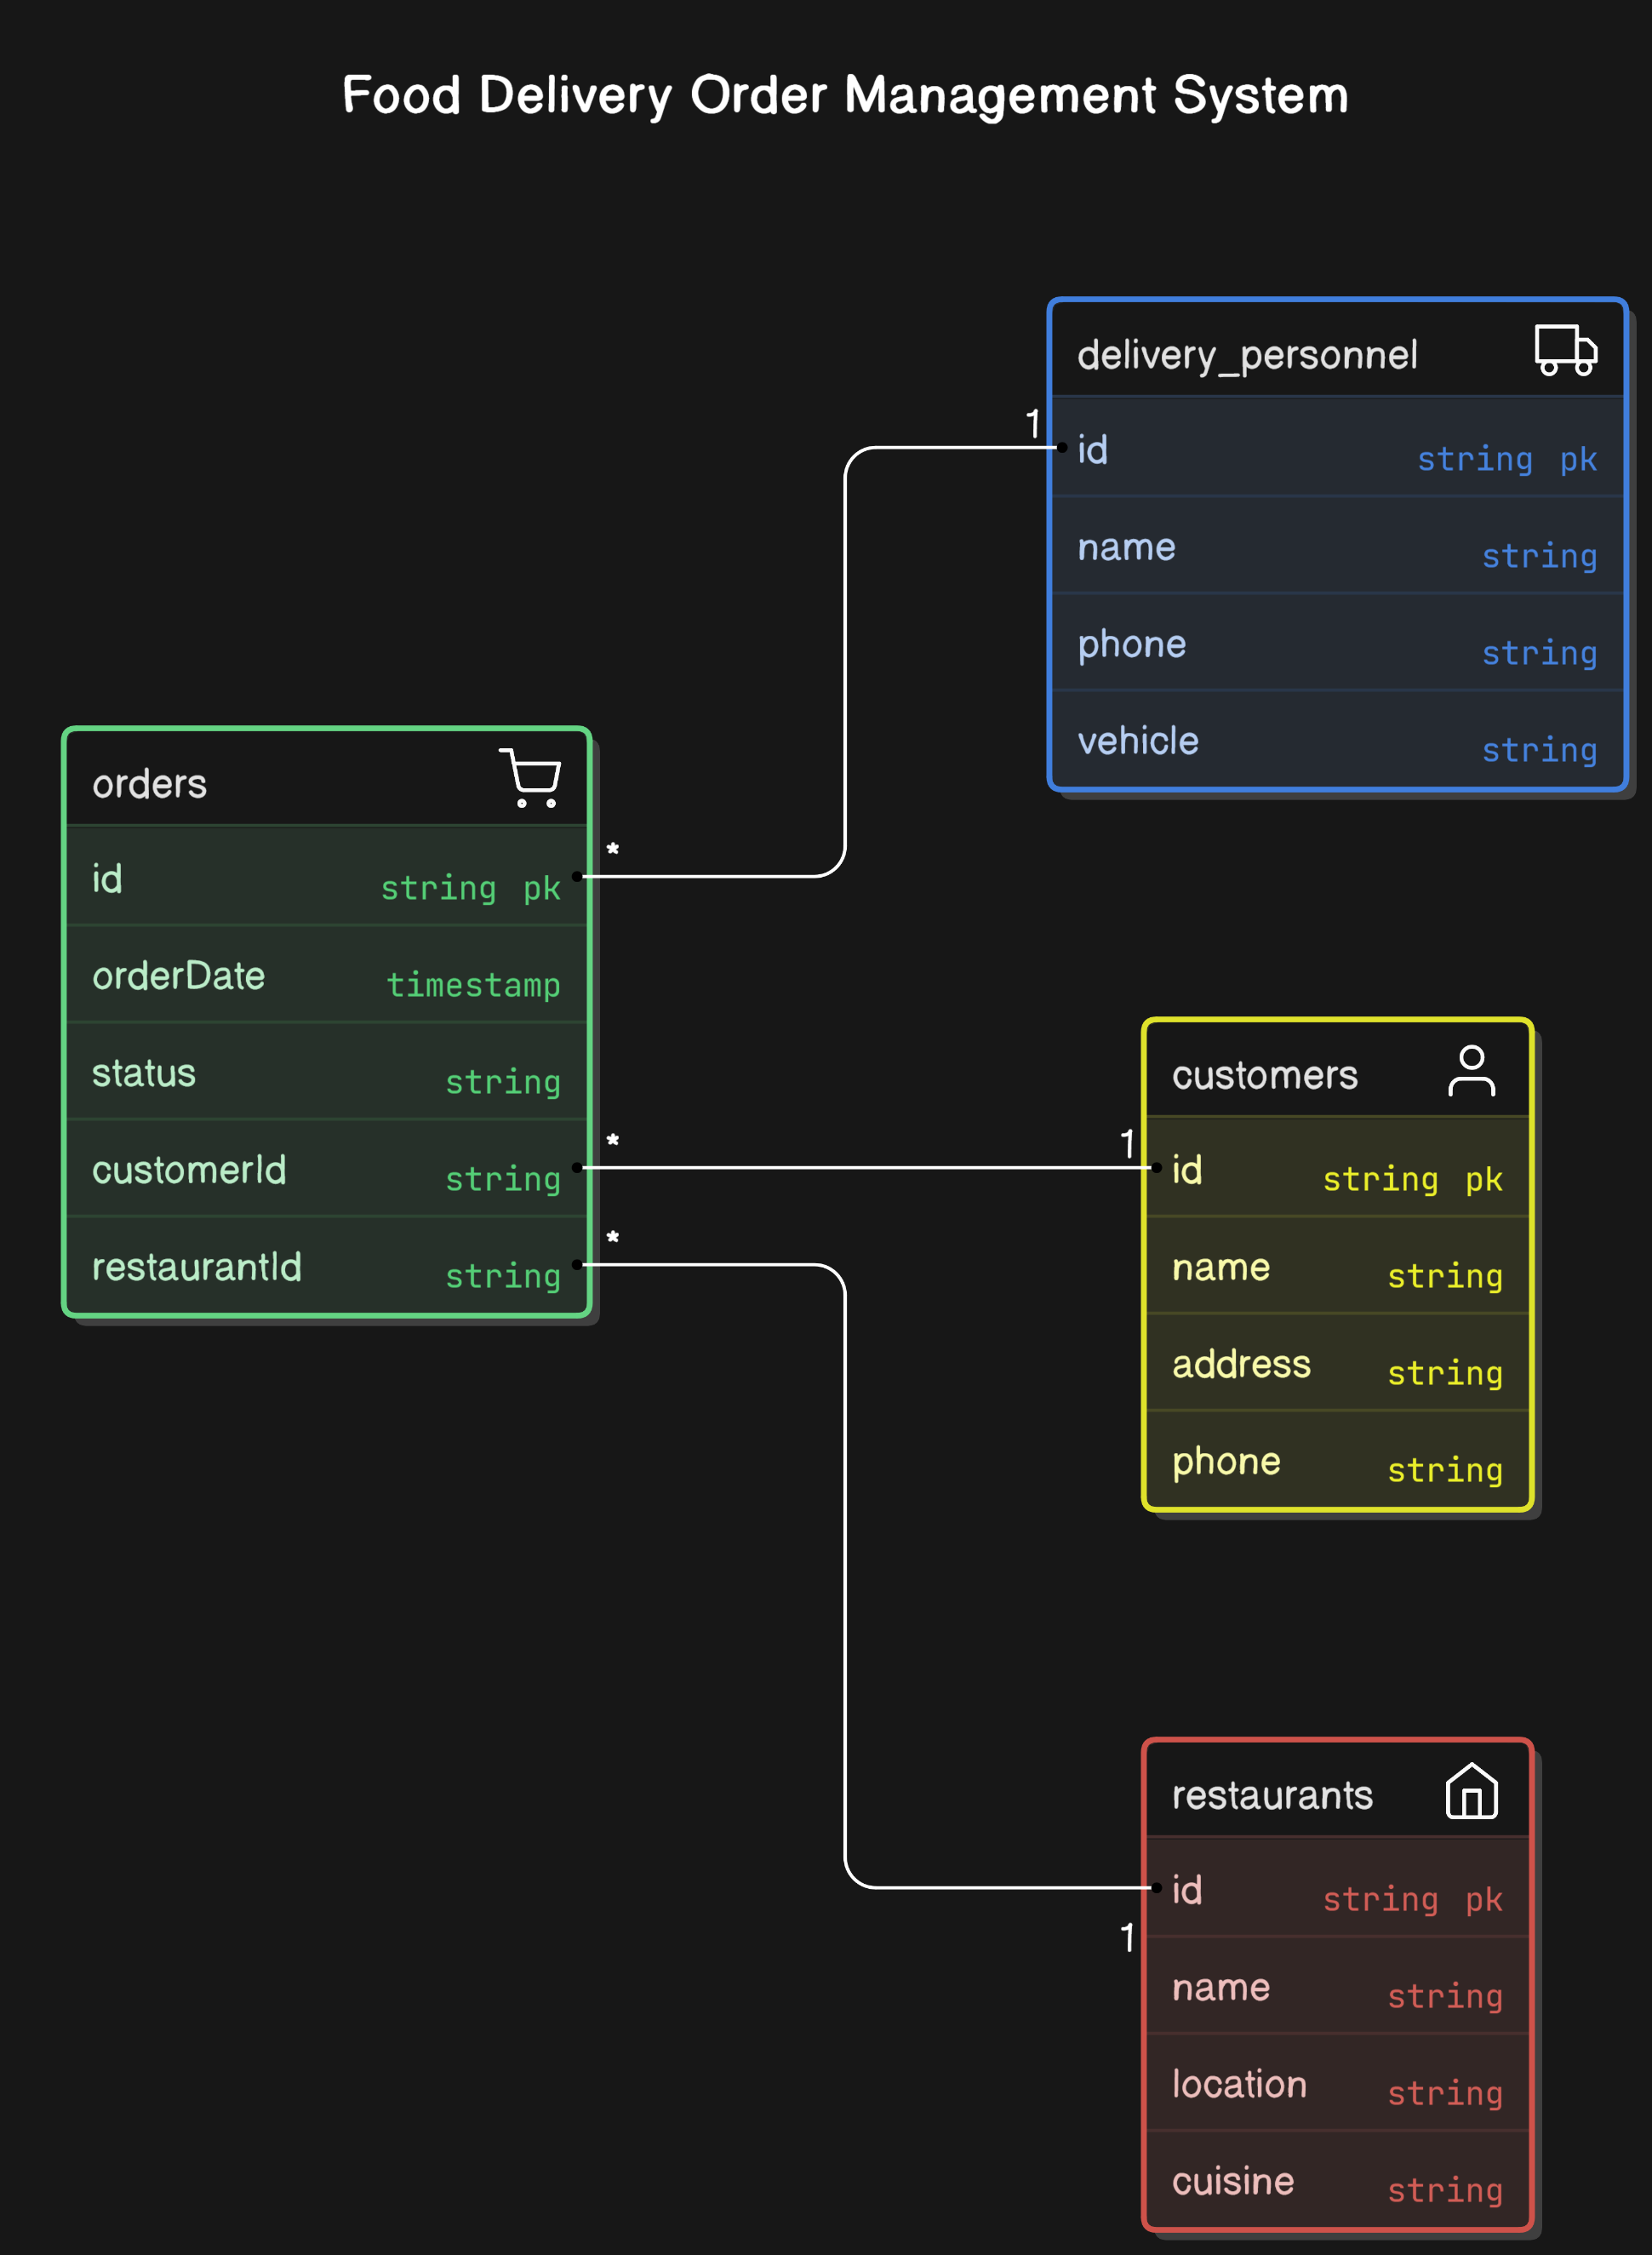 Food Delivery Order Management System
delivery_personnel
1
id string pk
name string
phone string
vehicle string
orders
*
id string pk
orderDate timestamp
status string
*
customerId string
*
restaurantId string
customers
1
id string pk
name string
address string
phone string
restaurants
id string pk
1
name string
location string
cuisine string